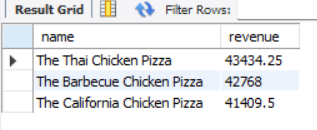 Result Grid Filter Rows:
name revenue
The Thai Chicken Pizza 43434.25
The Barbecue Chicken Pizza 42768
The California Chicken Pizza 41409.5